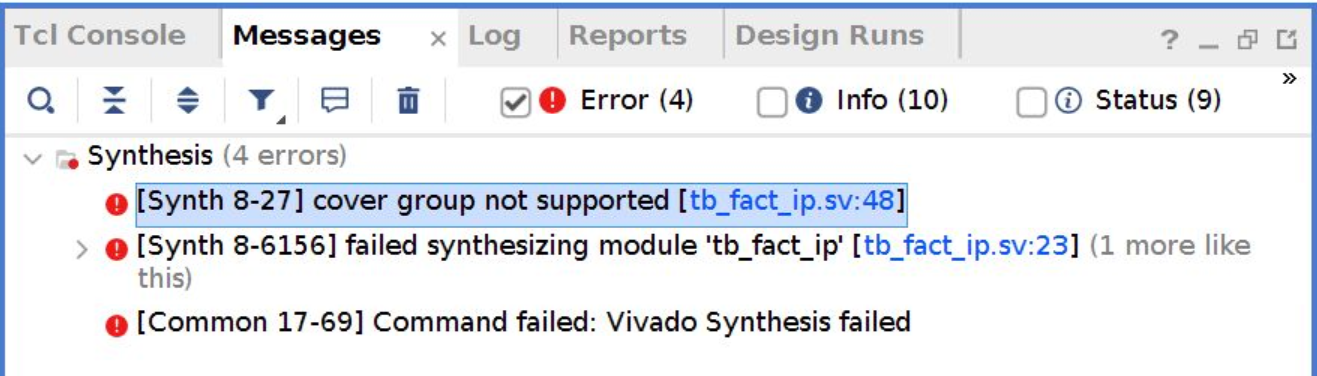 Tcl Console Messages × Log Reports Design Runs ? _
Error (4) Info (10) Status (9) »
Synthesis (4 errors)
[Synth 8-27] cover group not supported [tb_fact_ip.sv:48]
[Synth 8-6156] failed synthesizing module 'tb_fact_ip' [tb_fact_ip.sv:23] (1 more like
this)
[Common 17-69] Command failed: Vivado Synthesis failed